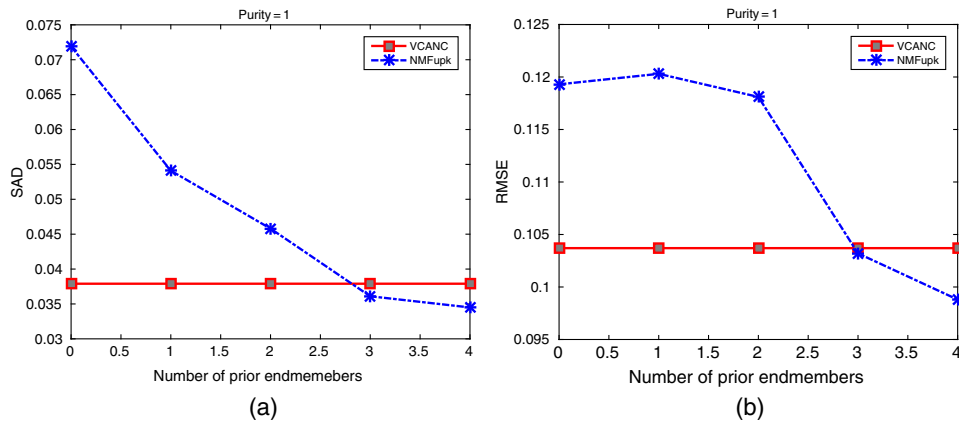 Purity = 1
0.075
0.07
0.065
0.06
0.055
0.05
0.045
0.04
0.035
0.03
SAD
VCANC
NMFupk
0 0.5 1 1.5 2 2.5 3 3.5 4
Number of prior endmemebers
(a)
Purity = 1
0.125
0.12
0.115
0.11
0.105
0.1
0.095
RMSE
VCANC
NMFupk
0 0.5 1 1.5 2 2.5 3 3.5 4
Number of prior endmembers
(b)